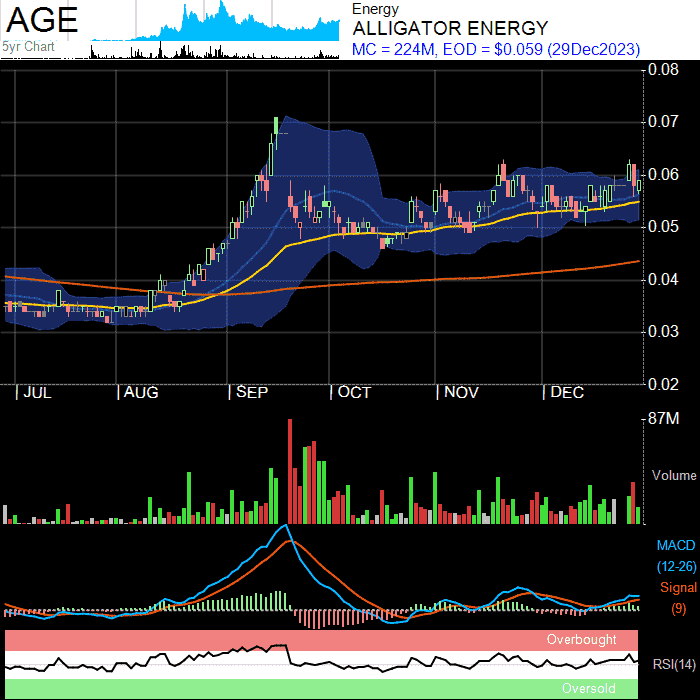 AGE
5yr Chart
Energy
ALLIGATOR ENERGY
MC = 224M, EOD = $0.059 (29Dec2023)
0.08
0.07
0.06
0.05
0.04
0.03
0.02
JUL AUG SEP OCT NOV DEC
87M
Volume
MACD
(12-26)
Signal
(9)
Overbought
RSI(14)
Oversold